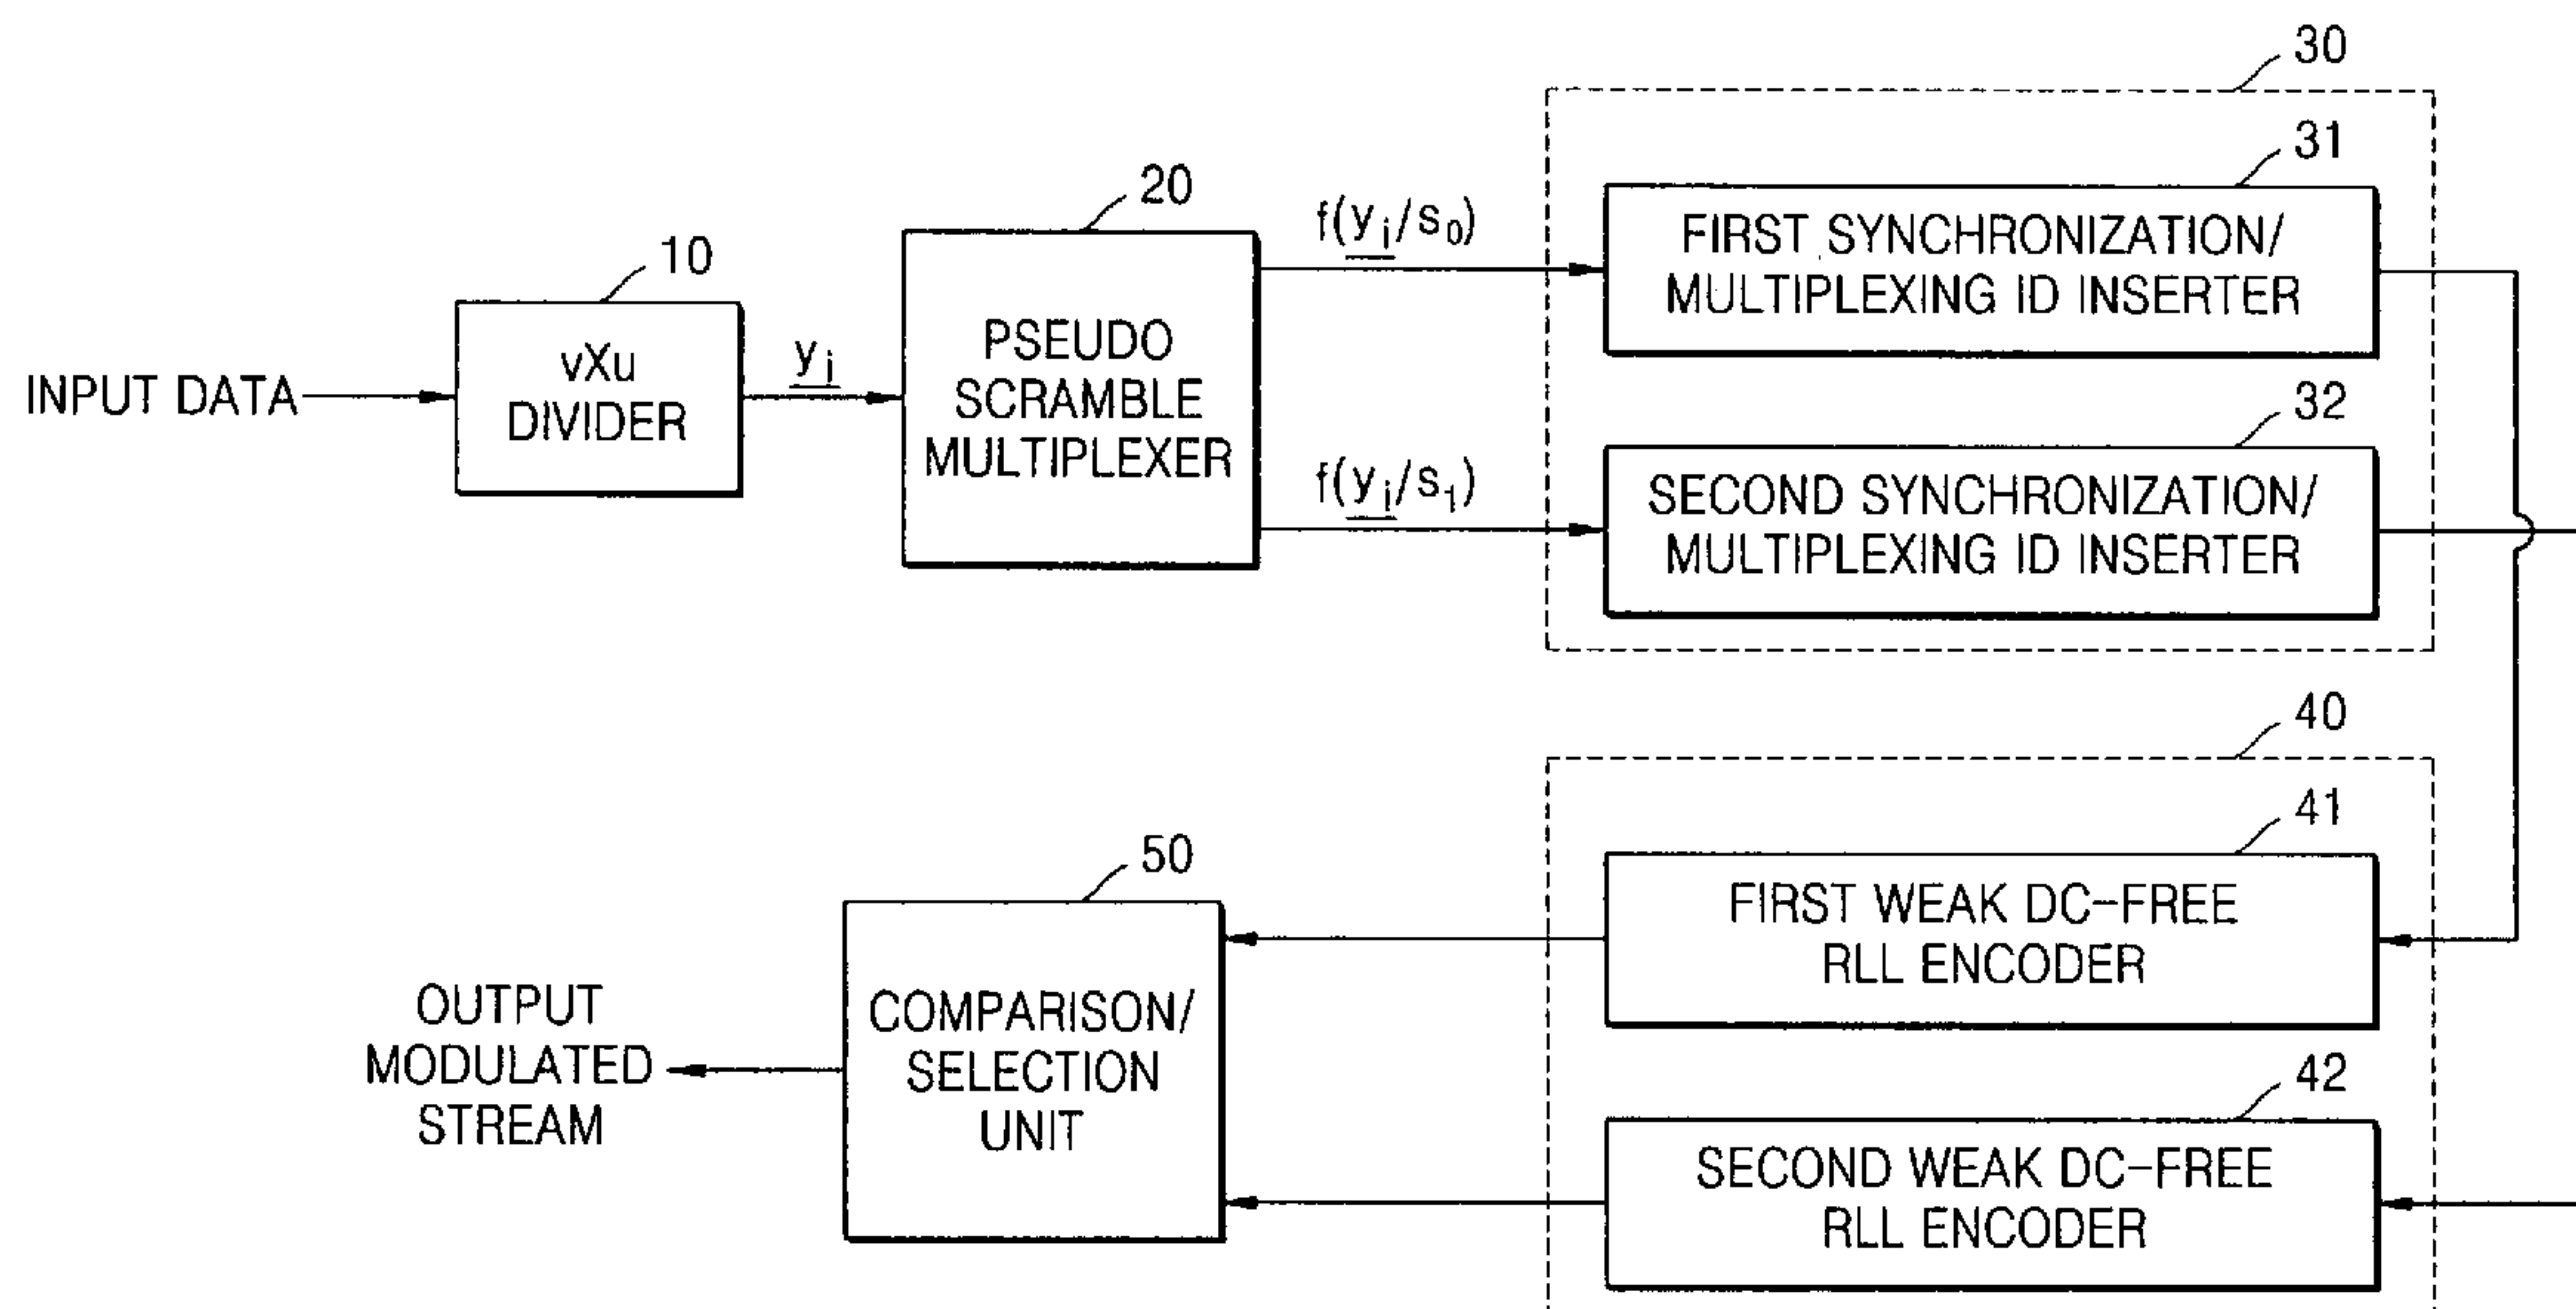 30
31
20
f(yi/s0)
FIRST SYNCHRONIZATION/
MULTIPLEXING ID INSERTER
10
PSEUDO
SCRAMBLE
MULTIPLEXER
vXu
DIVIDER
yi
INPUT DATA
32
f(yi/s1)
SECOND SYNCHRONIZATION/
MULTIPLEXING ID INSERTER
40
41
50
FIRST WEAK DC-FREE
RLL ENCODER
COMPARISON/
SELECTION
UNIT
OUTPUT
MODULATED
STREAM
42
SECOND WEAK DC-FREE
RLL ENCODER